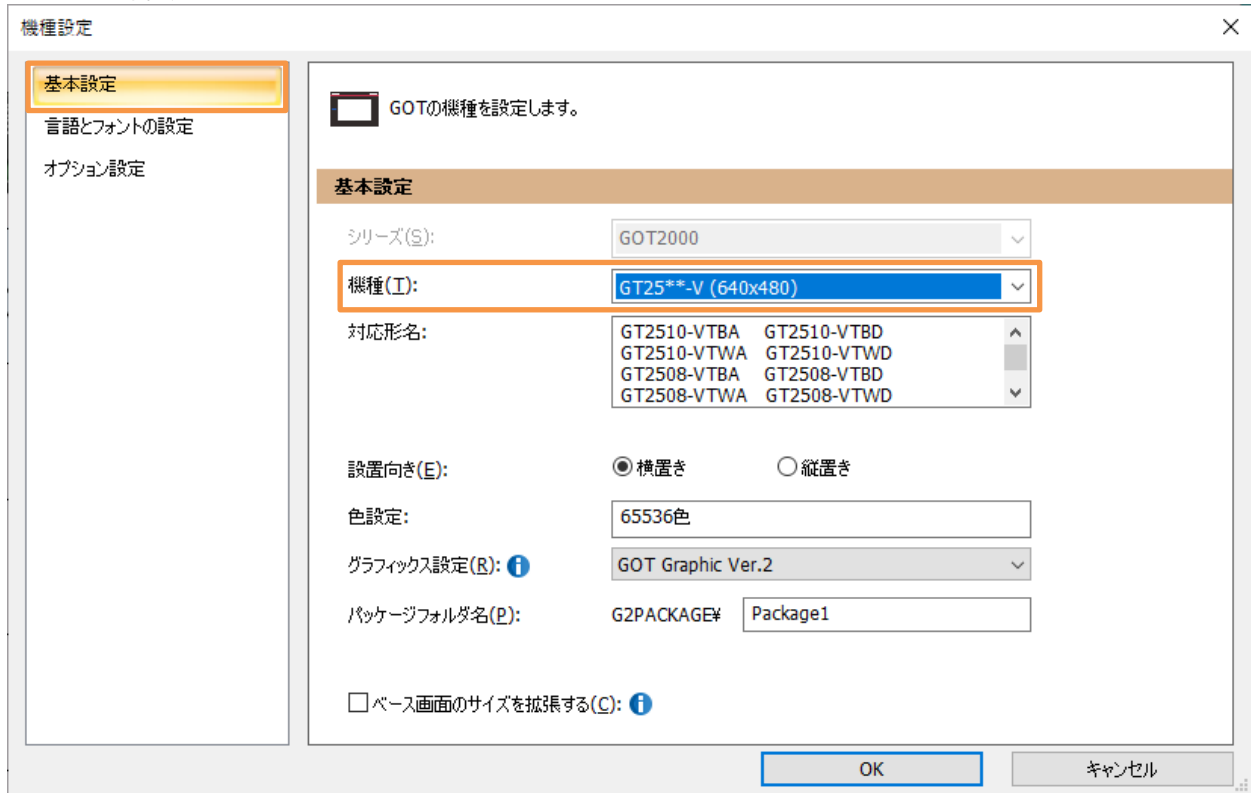 機種設定
基本設定
言語とフォントの設定
オプション設定
GOTの機種を設定します。
基本設定
シリーズ(S): GOT2000
機種(T): GT25**-V (640x480)
対応形名: GT2510-VTBA GT2510-VTBD
GT2510-VTWA GT2510-VTWD
GT2508-VTBA GT2508-VTBD
GT2508-VTWA GT2508-VTWD
設置向き(E): 横置き 縦置き
色設定: 65536色
グラフィックス設定(R): GOT Graphic Ver.2
パッケージフォルダ名(P): G2PACKAGE¥ Package1
ベース画面のサイズを拡張する(C):
OK キャンセル